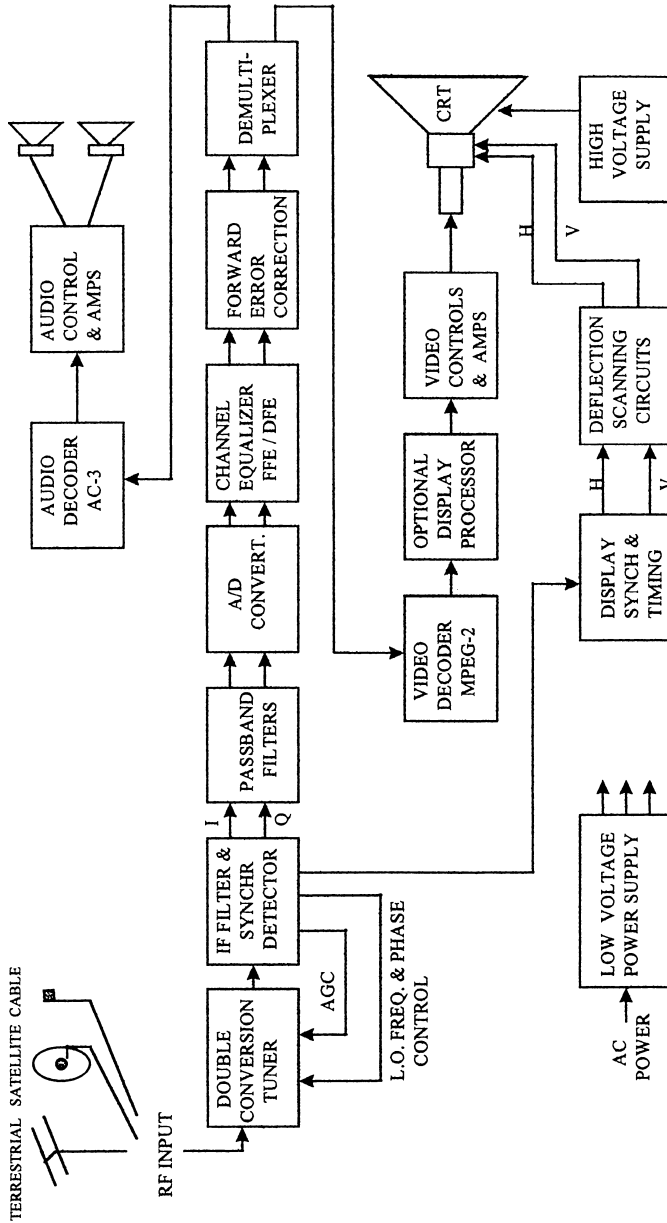 TERRESTRIAL SATELLITE CABLE
RF INPUT
DOUBLE
CONVERSION
TUNER
AGC
L.O. FREQ. & PHASE
CONTROL
IF FILTER &
SYNCHR
DETECTOR
I
Q
PASSBAND
FILTERS
A/D
CONVERT.
CHANNEL
EQUALIZER
FFE / DFE
FORWARD
ERROR
CORRECTION
DEMULTI-
PLEXER
AUDIO
DECODER
AC-3
AUDIO
CONTROL
& AMPS
VIDEO
DECODER
MPEG-2
OPTIONAL
DISPLAY
PROCESSOR
VIDEO
CONTROLS
& AMPS
CRT
AC
POWER
LOW VOLTAGE
POWER SUPPLY
DISPLAY
SYNCH &
TIMING
H
V
DEFLECTION
SCANNING
CIRCUITS
H
V
HIGH
VOLTAGE
SUPPLY